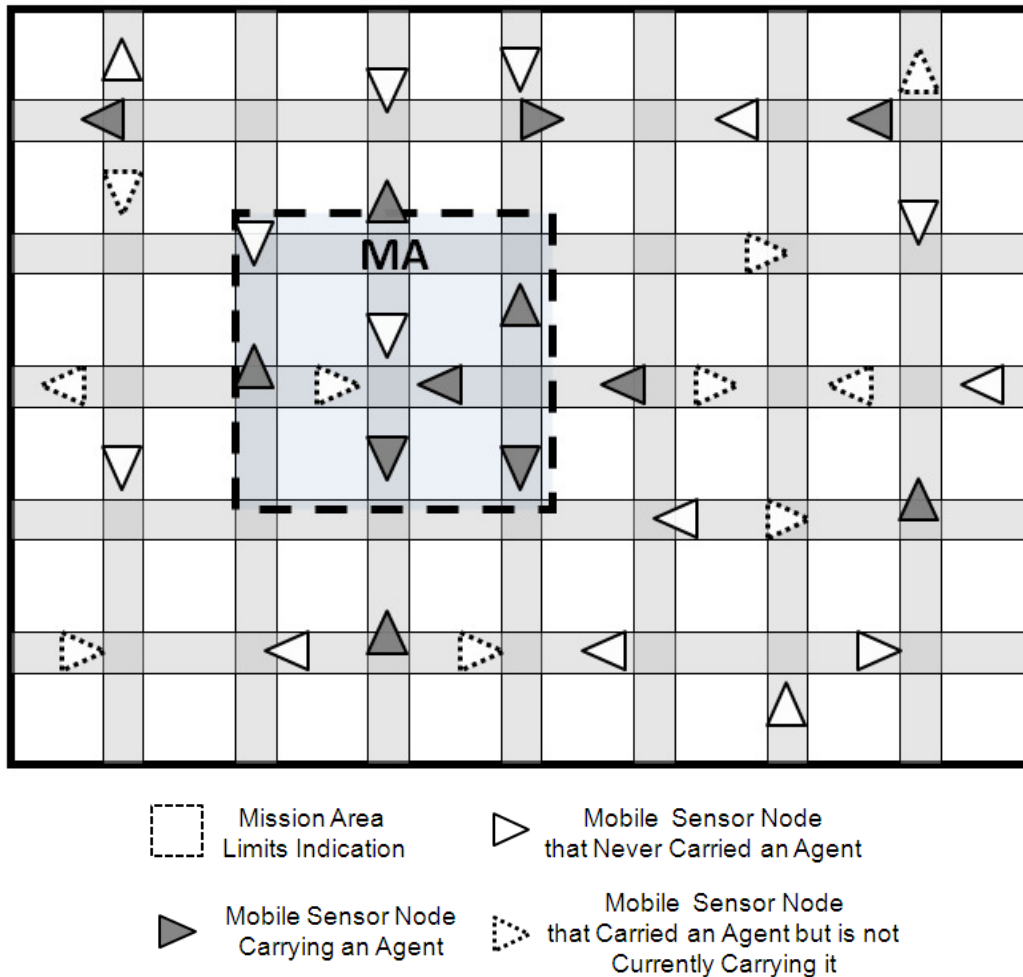 MA
Mission Area
Limits Indication
Mobile Sensor Node
that Never Carried an Agent
Mobile Sensor Node
Carrying an Agent
Mobile Sensor Node
that Carried an Agent but is not
Currently Carrying it